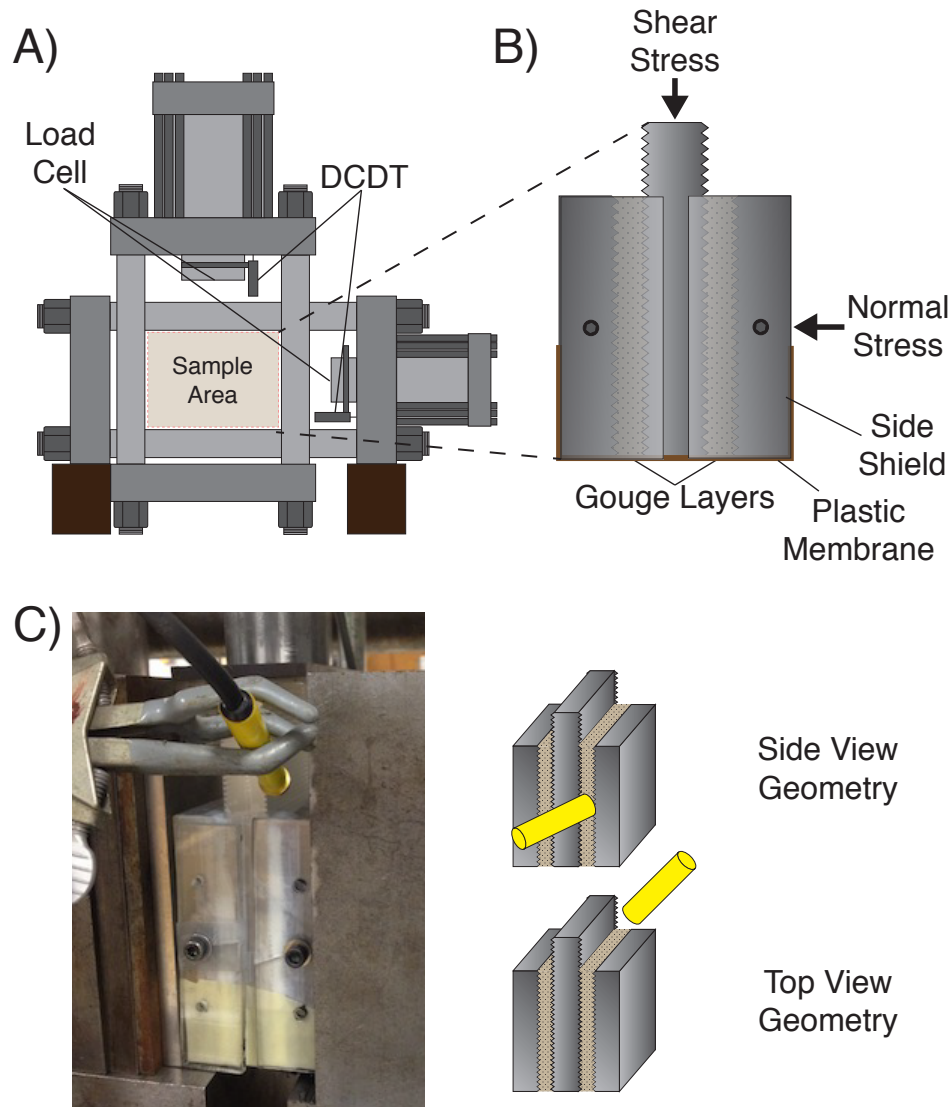 A)
Load
Cell
DCDT
Sample
Area
B)
Shear
Stress
Normal
Stress
Side
Shield
Gouge Layers
Plastic
Membrane
C)
Side View
Geometry
Top View
Geometry